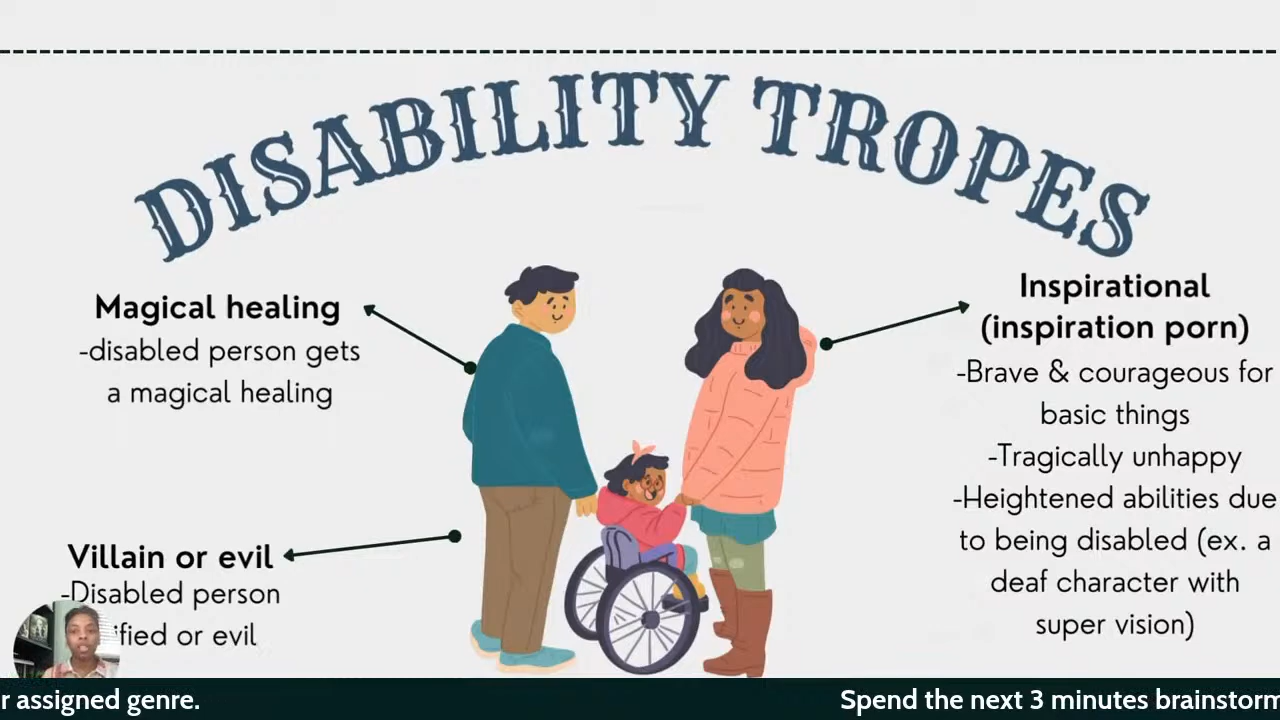 DISABILITY TROPES
Magical healing
-disabled person gets
a magical healing
Villain or evil
-Disabled person
ified or evil
Inspirational
(inspiration porn)
-Brave & courageous for
basic things
-Tragically unhappy
-Heightened abilities due
to being disabled (ex. a
deaf character with
super vision)
r assigned genre.
Spend the next 3 minutes brainstorm